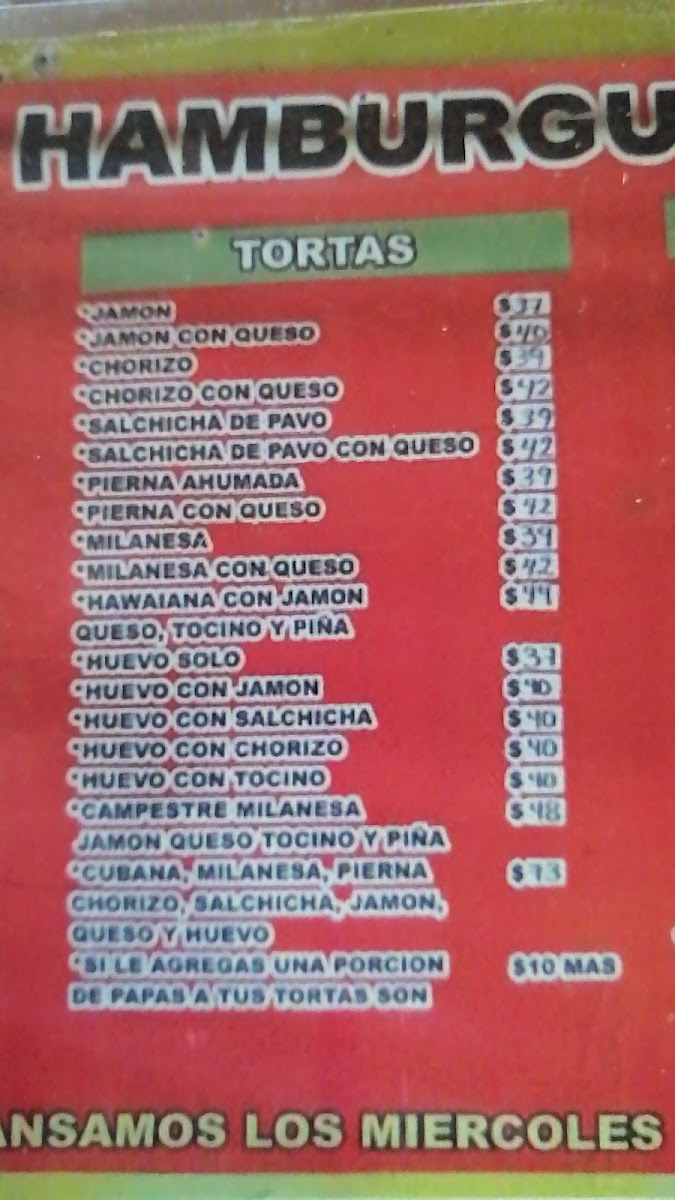 HAMBURGU
TORTAS
*JAMON $37
*JAMON CON QUESO $40
*CHORIZO $39
*CHORIZO CON QUESO $42
*SALCHICHA DE PAVO $39
*SALCHICHA DE PAVO CON QUESO $42
*PIERNA AHUMADA $39
*PIERNA CON QUESO $42
*MILANESA $39
*MILANESA CON QUESO $42
*HAWAIANA CON JAMON $44
QUESO, TOCINO Y PIÑA
*HUEVO SOLO $37
*HUEVO CON JAMON $40
*HUEVO CON SALCHICHA $40
*HUEVO CON CHORIZO $40
*HUEVO CON TOCINO $40
*CAMPESTRE MILANESA $48
JAMON QUESO TOCINO Y PIÑA
*CUBANA, MILANESA, PIERNA
CHORIZO, SALCHICHA, JAMON,
QUESO Y HUEVO
*SI LE AGREGAS UNA PORCION $10 MAS
DE PAPAS A TUS TORTAS SON
ANSAMOS LOS MIERCOLES